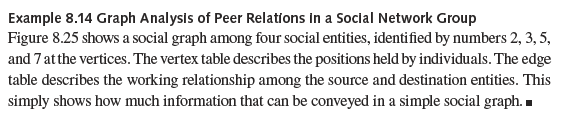 Example 8.14 Graph Analysis of Peer Relations in a Social Network Group
Figure 8.25 shows a social graph among four social entities, identified by numbers 2, 3, 5,
and 7 at the vertices. The vertex table describes the positions held by individuals. The edge
table describes the working relationship among the source and destination entities. This
simply shows how much information that can be conveyed in a simple social graph. ■